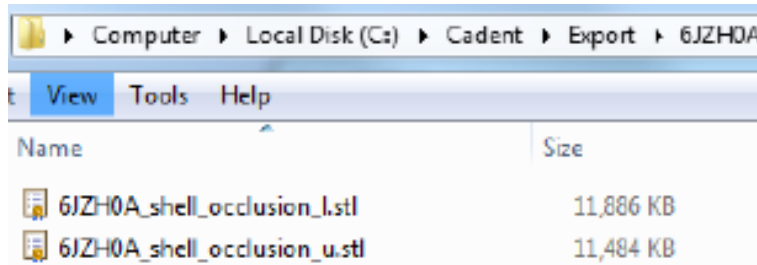 Computer ▸ Local Disk (C:) ▸ Cadent ▸ Export ▸ 6JZH0A
t View Tools Help
Name Size
6JZH0A_shell_occlusion_l.stl 11,886 KB
6JZH0A_shell_occlusion_u.stl 11,484 KB